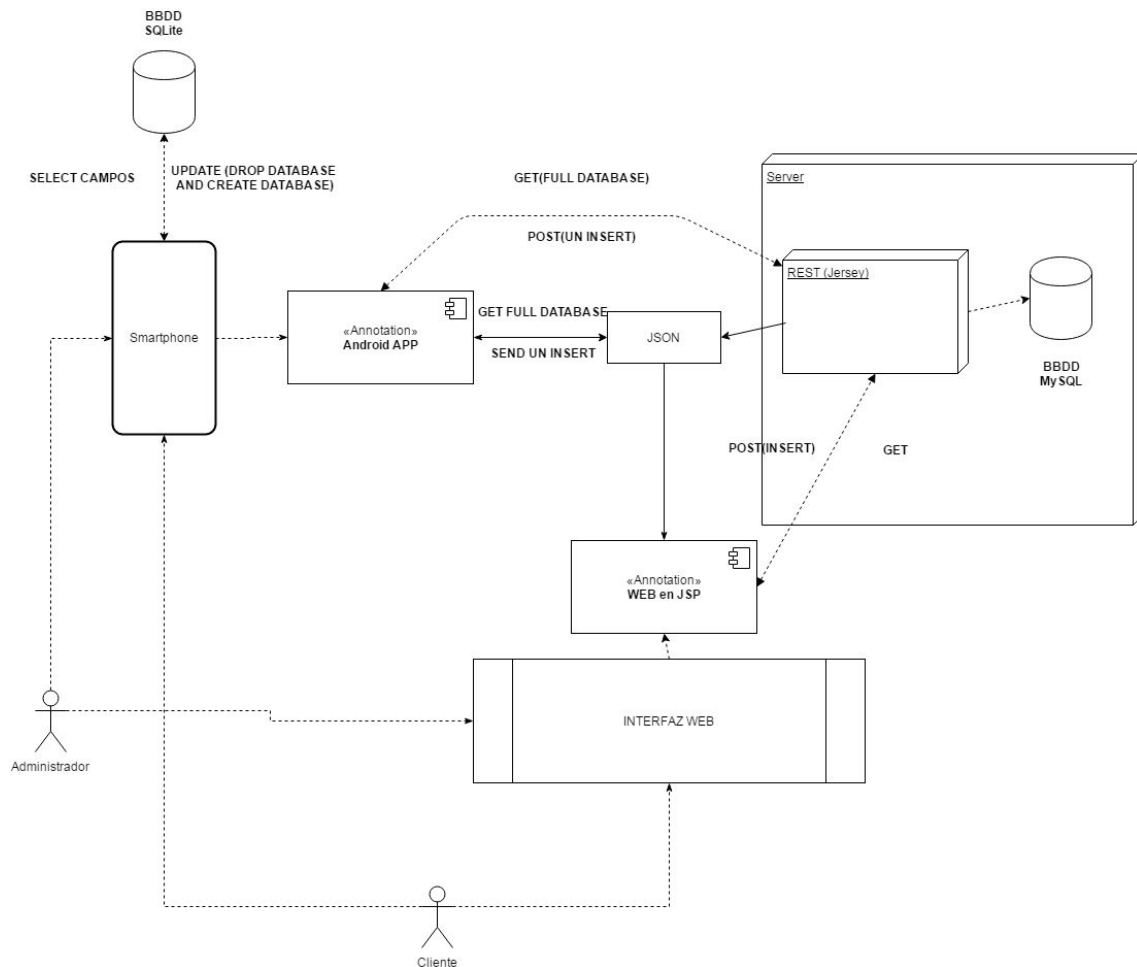 BBDD
SQLite
SELECT CAMPOS
UPDATE (DROP DATABASE
AND CREATE DATABASE)
GET(FULL DATABASE)
POST(UN INSERT)
Server
REST (Jersey)
BBDD
MySQL
Smartphone
«Annotation»
Android APP
GET FULL DATABASE
SEND UN INSERT
JSON
POST(INSERT)
GET
«Annotation»
WEB en JSP
INTERFAZ WEB
Administrador
Cliente